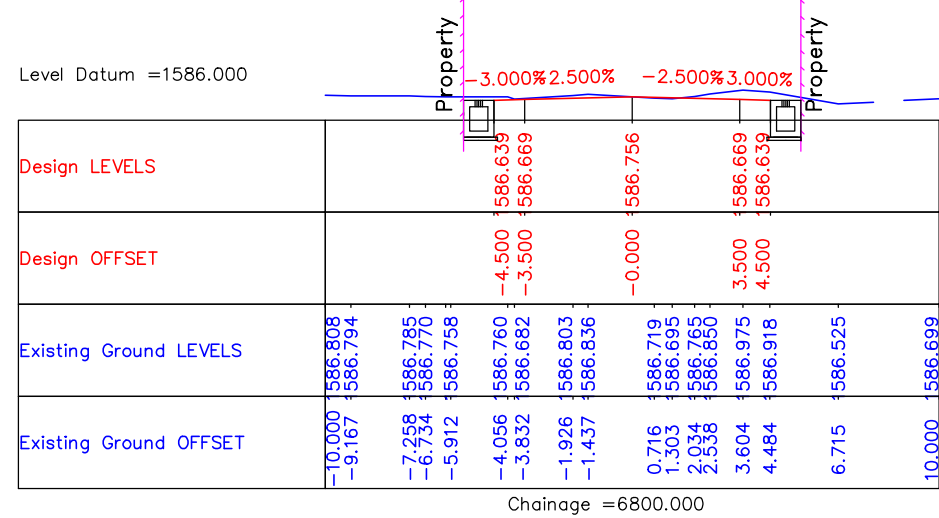 Property
Property
Level Datum =1586.000
-3.000% 2.500% -2.500% 3.000%
Design LEVELS 1586.639 1586.669 1586.756 1586.669 1586.639
Design OFFSET -4.500 -3.500 -0.000 3.500 4.500
Existing Ground LEVELS 1586.808 1586.794 1586.785 1586.770 1586.758 1586.760 1586.682 1586.803 1586.836 1586.719 1586.695 1586.765 1586.850 1586.975 1586.918 1586.525 1586.699
Existing Ground OFFSET -10.000 -9.167 -7.258 -6.734 -5.912 -4.056 -3.832 -1.926 -1.437 0.716 1.303 2.034 2.538 3.604 4.484 6.715 10.000
Chainage =6800.000